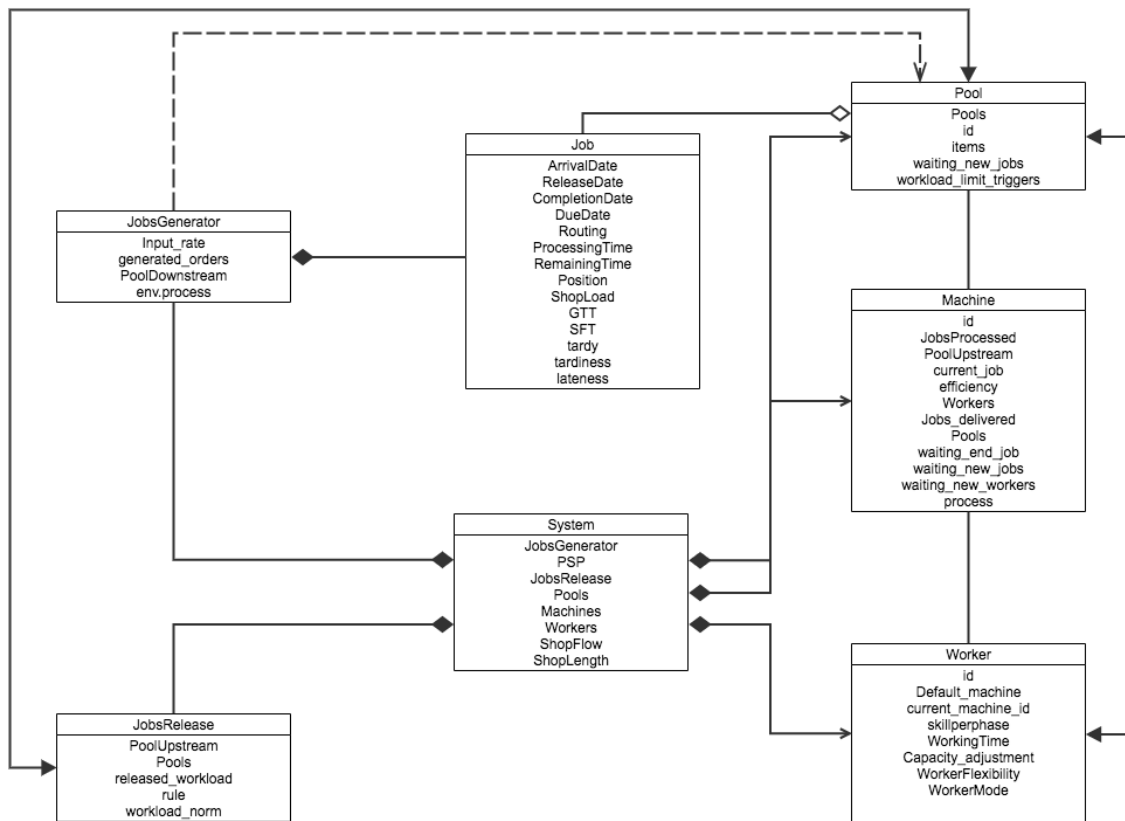 Pool
Pools
id
items
waiting_new_jobs
workload_limit_triggers
Job
ArrivalDate
ReleaseDate
CompletionDate
DueDate
Routing
ProcessingTime
RemainingTime
Position
ShopLoad
GTT
SFT
tardy
tardiness
lateness
JobsGenerator
Input_rate
generated_orders
PoolDownstream
env.process
Machine
id
JobsProcessed
PoolUpstream
current_job
efficiency
Workers
Jobs_delivered
Pools
waiting_end_job
waiting_new_jobs
waiting_new_workers
process
System
JobsGenerator
PSP
JobsRelease
Pools
Machines
Workers
ShopFlow
ShopLength
Worker
id
Default_machine
current_machine_id
skillperphase
WorkingTime
Capacity_adjustment
WorkerFlexibility
WorkerMode
JobsRelease
PoolUpstream
Pools
released_workload
rule
workload_norm